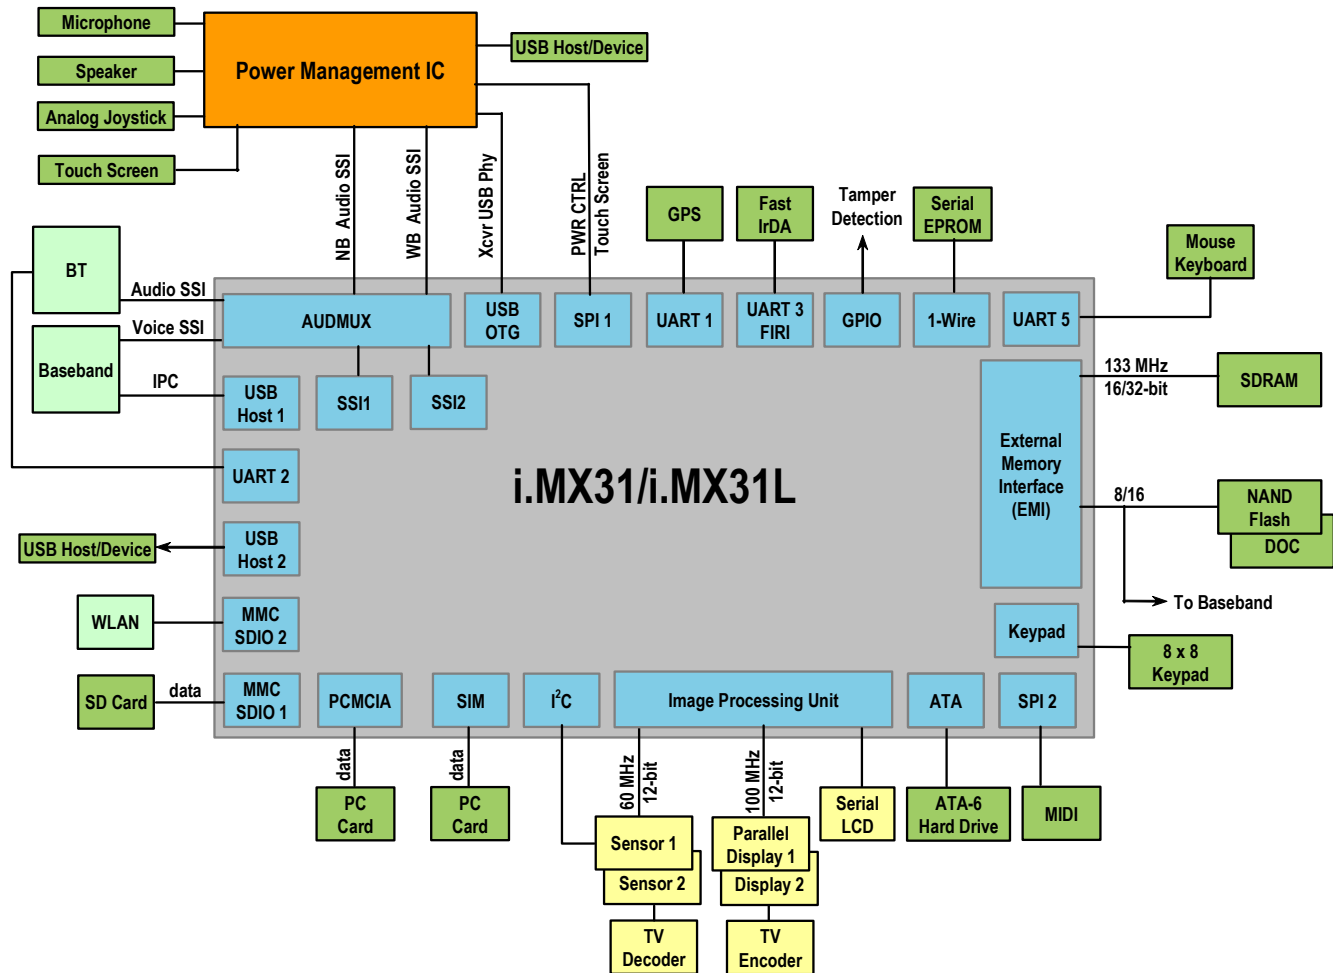 Microphone
Speaker
Analog Joystick
Touch Screen
Power Management IC
USB Host/Device
NB Audio SSI
WB Audio SSI
Xcvr USB Phy
PWR CTRL
Touch Screen
GPS
Fast
IrDA
Tamper
Detection
Serial
EPROM
Mouse
Keyboard
BT
Audio SSI
Voice SSI
Baseband
IPC
AUDMUX
USB
OTG
SPI 1
UART 1
UART 3
FIRI
GPIO
1-Wire
UART 5
USB
Host 1
SSI1
SSI2
133 MHz
16/32-bit
SDRAM
UART 2
i.MX31/i.MX31L
External
Memory
Interface
(EMI)
8/16
NAND
Flash
DOC
USB Host/Device
USB
Host 2
To Baseband
WLAN
MMC
SDIO 2
Keypad
8 x 8
Keypad
SD Card
data
MMC
SDIO 1
PCMCIA
SIM
I²C
Image Processing Unit
ATA
SPI 2
data
data
60 MHz
12-bit
100 MHz
12-bit
PC
Card
PC
Card
Sensor 1
Sensor 2
Parallel
Display 1
Display 2
Serial
LCD
ATA-6
Hard Drive
MIDI
TV
Decoder
TV
Encoder